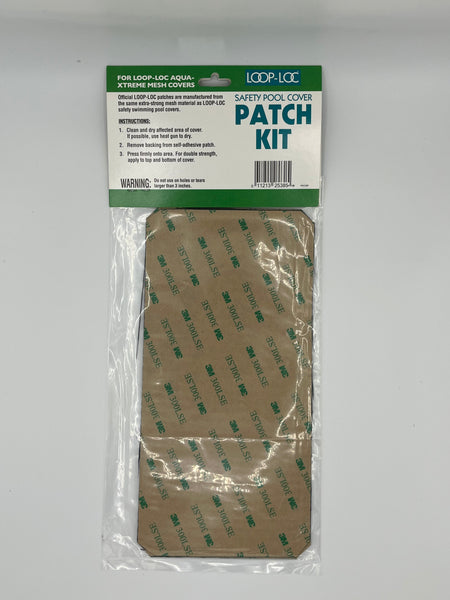 FOR LOOP-LOC AQUA-
XTREME MESH COVERS
Official LOOP-LOC patches are manufactured from
the same extra-strong mesh material as LOOP-LOC
safety swimming pool covers.
INSTRUCTIONS:
1. Clean and dry affected area of cover.
If possible, use heat gun to dry.
2. Remove backing from self-adhesive patch.
3. Press firmly onto area. For double strength,
apply to top and bottom of cover.
WARNING: Do not use on holes or tears
larger than 3 inches.
LOOP-LOC
SAFETY POOL COVER
PATCH
KIT
11213 25385
3M 300LSE